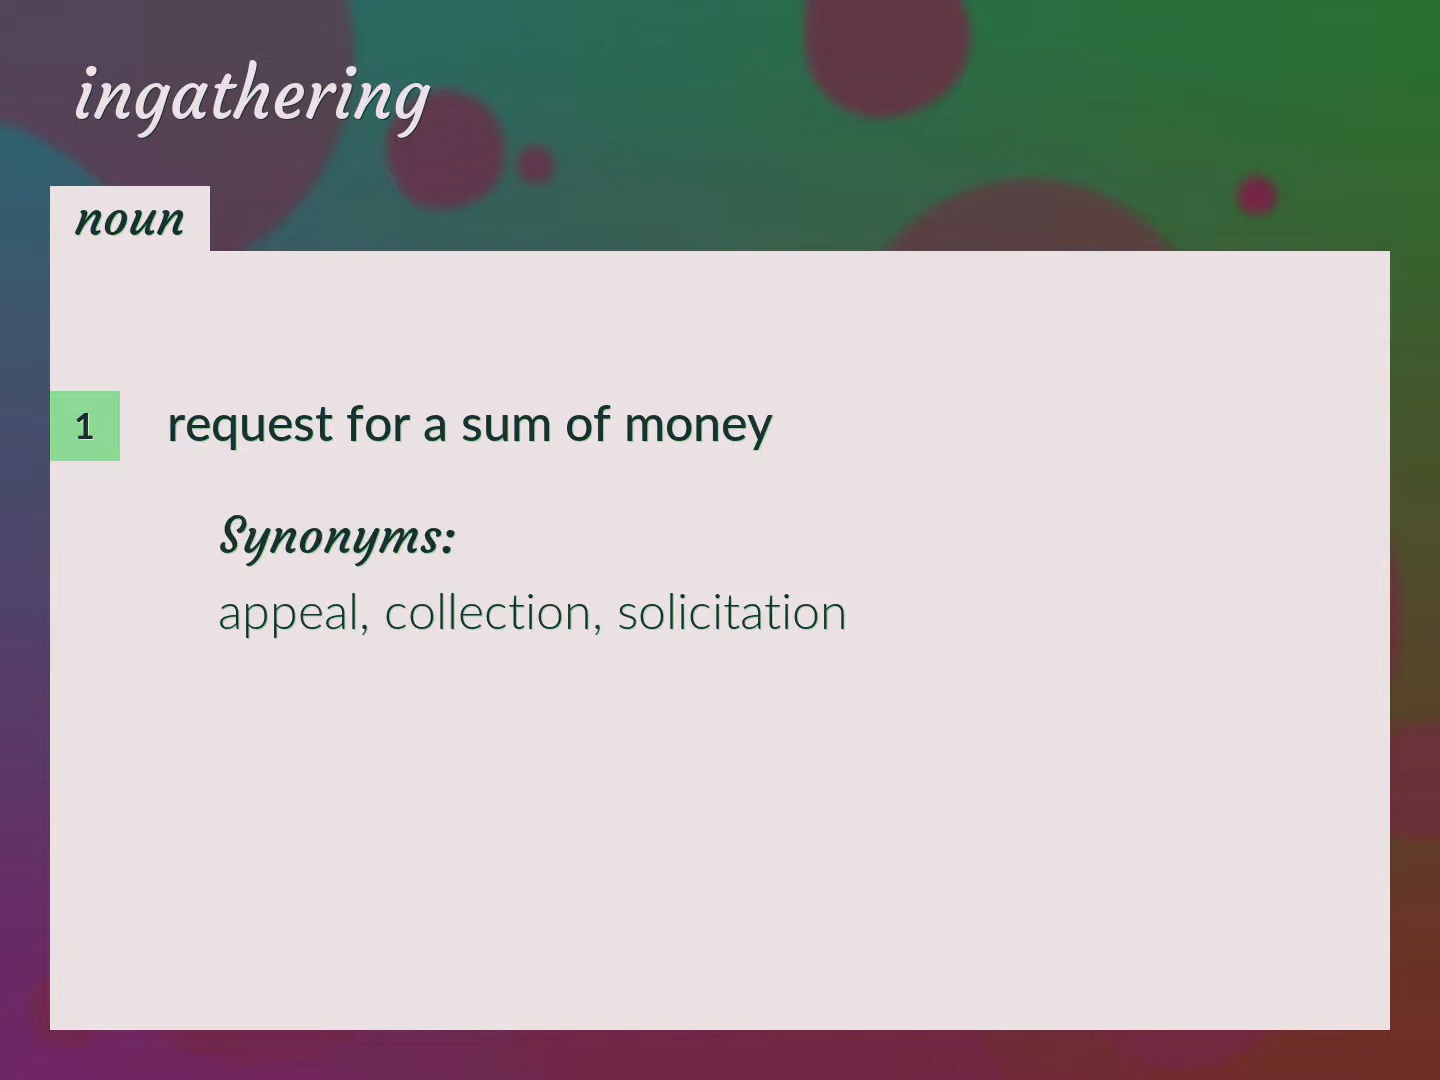 ingathering
noun
1 request for a sum of money
Synonyms:
appeal, collection, solicitation